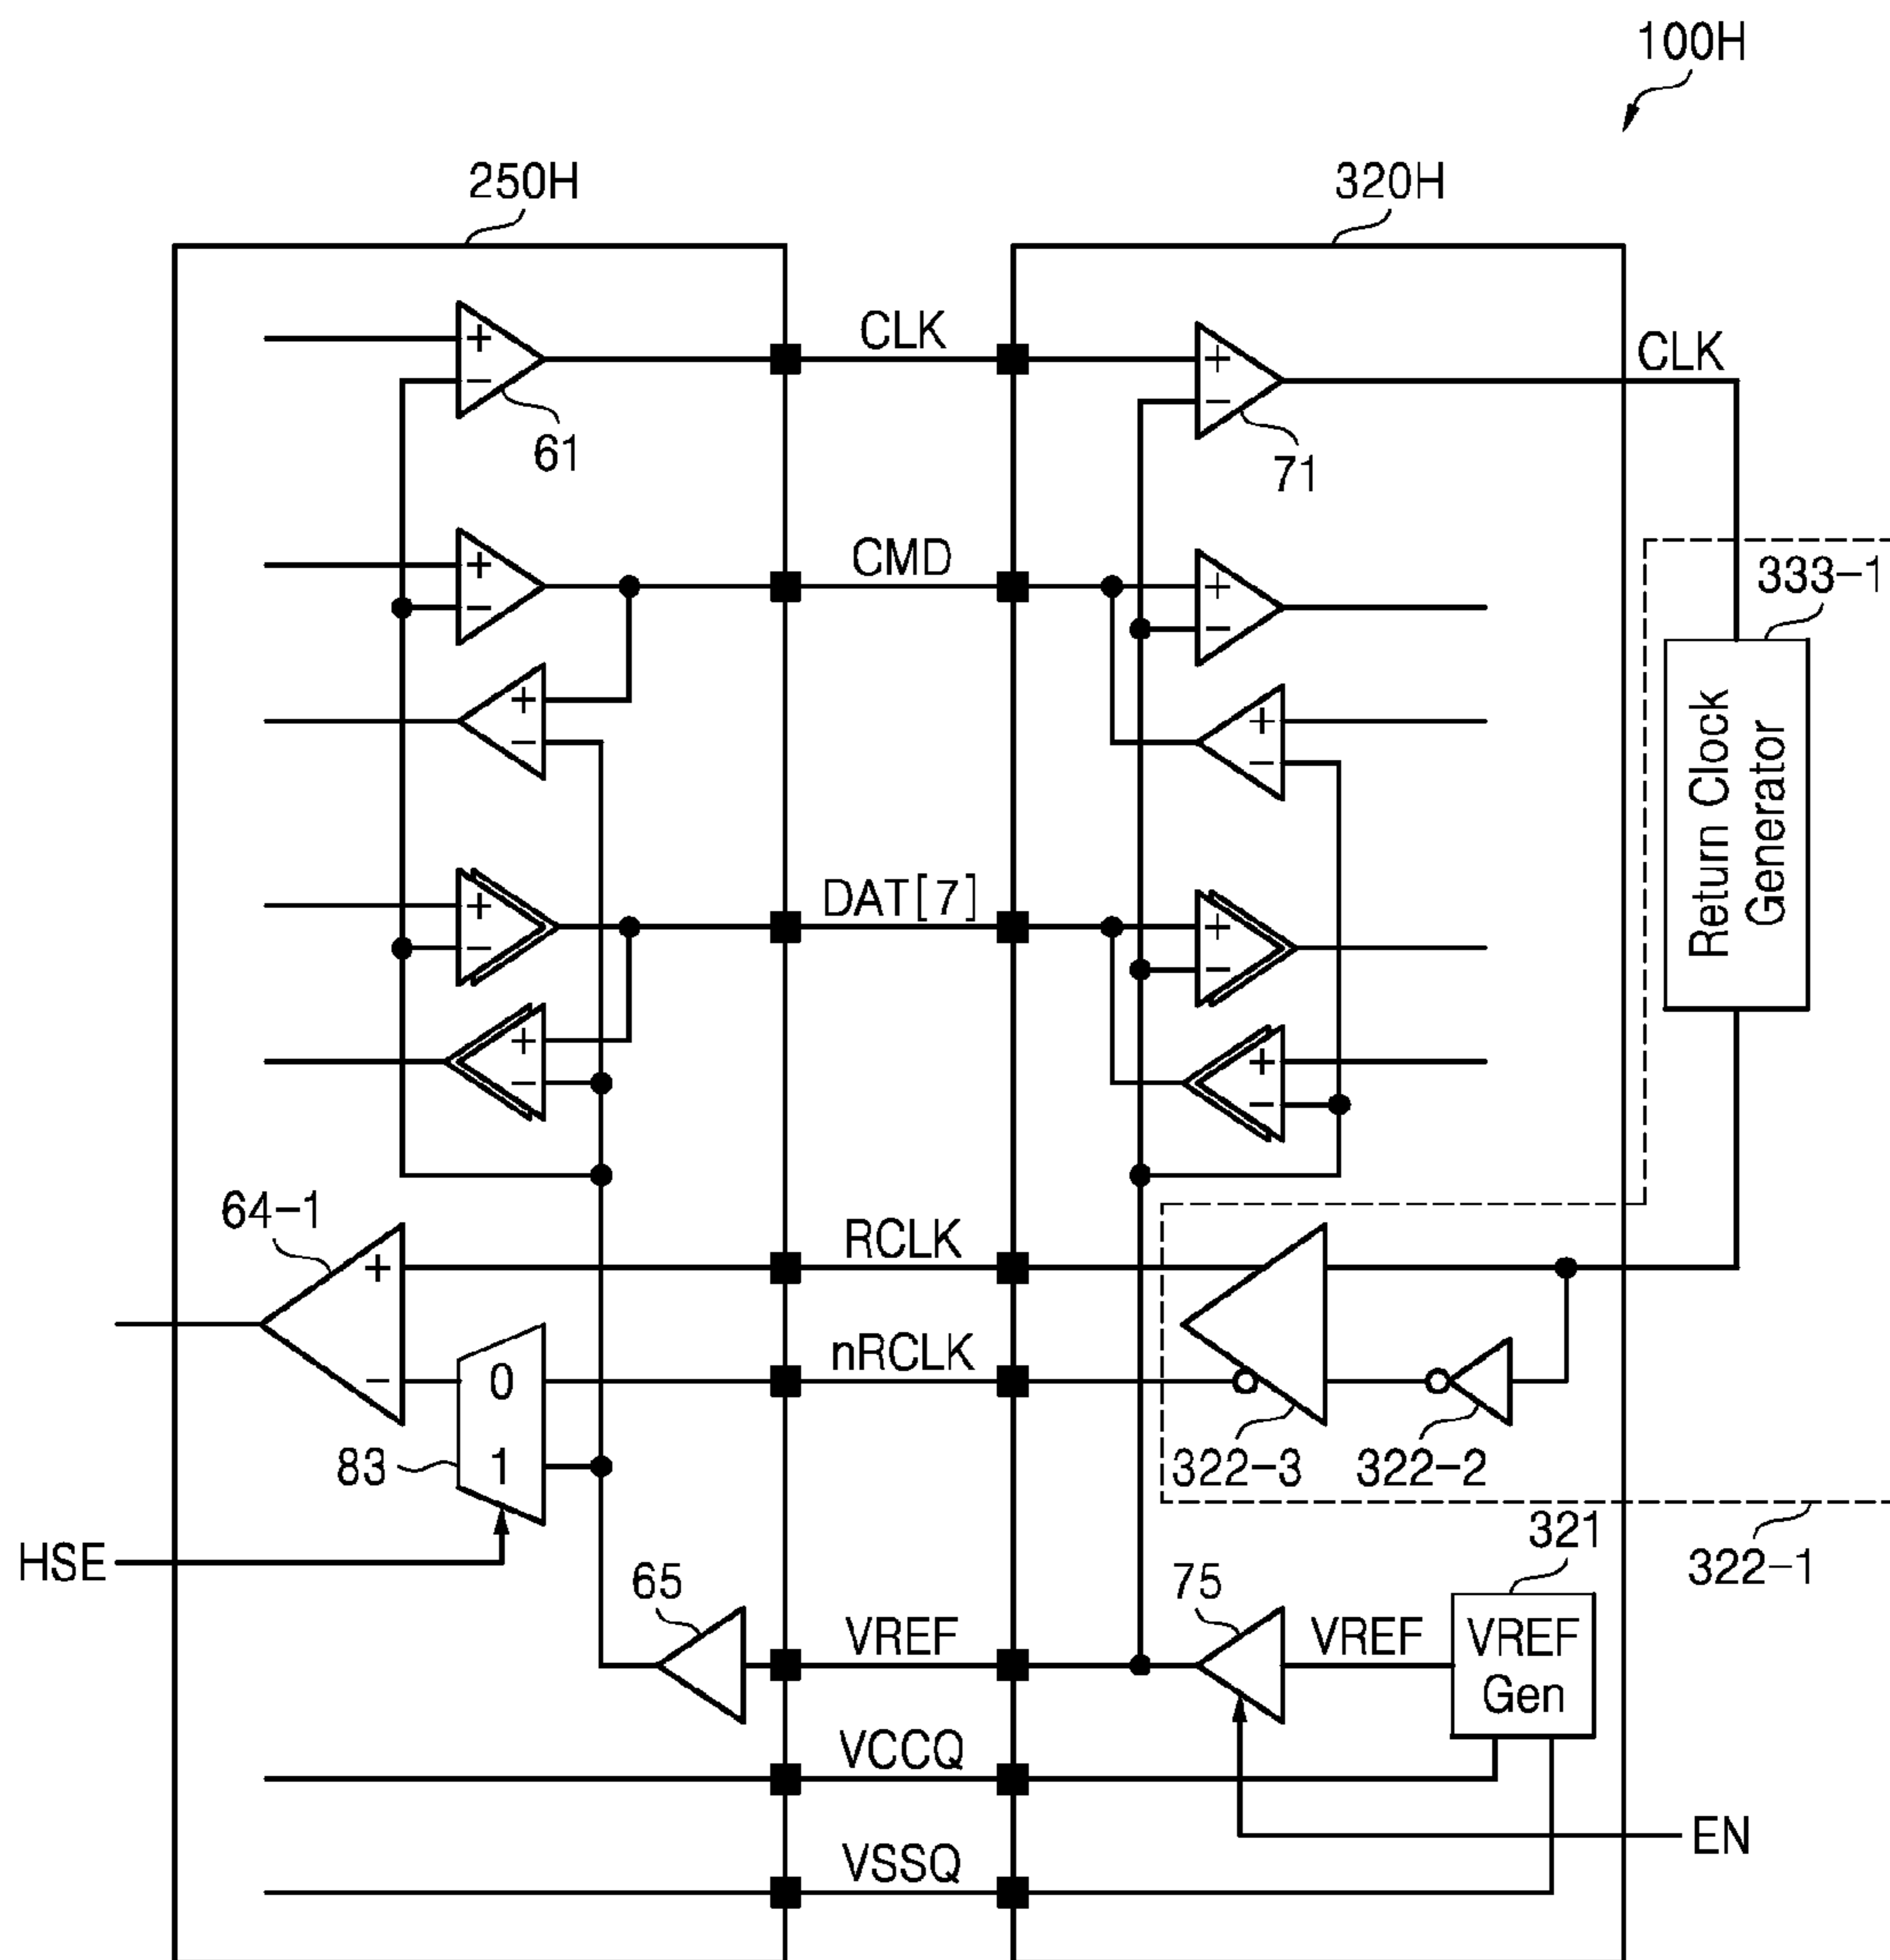 100H
250H
320H
CLK
CLK
+
−
61
+
−
71
CMD
333−1
+
−
+
−
+
−
+
−
Return Clock
Generator
DAT[7]
+
−
+
−
+
−
+
−
64−1
RCLK
+
nRCLK
−
0
1
83
322−3
322−2
HSE
321
322−1
65
75
VREF
VREF
VREF
Gen
VCCQ
EN
VSSQ